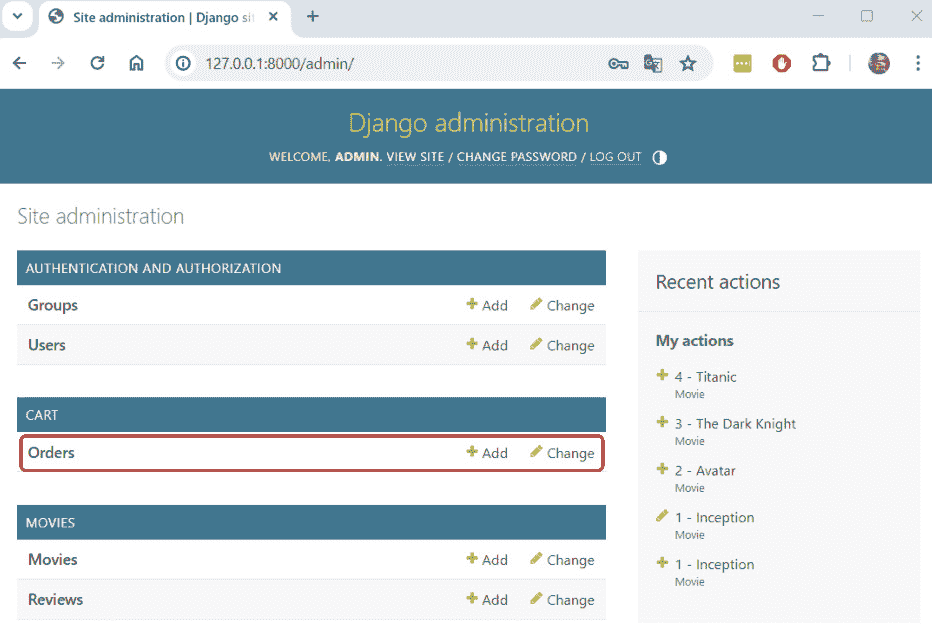 Site administration | Django sit
127.0.0.1:8000/admin/
Django administration
WELCOME, ADMIN. VIEW SITE / CHANGE PASSWORD / LOG OUT
Site administration
AUTHENTICATION AND AUTHORIZATION
Groups Add Change
Users Add Change
CART
Orders Add Change
MOVIES
Movies Add Change
Reviews Add Change
Recent actions
My actions
4 - Titanic
Movie
3 - The Dark Knight
Movie
2 - Avatar
Movie
1 - Inception
Movie
1 - Inception
Movie